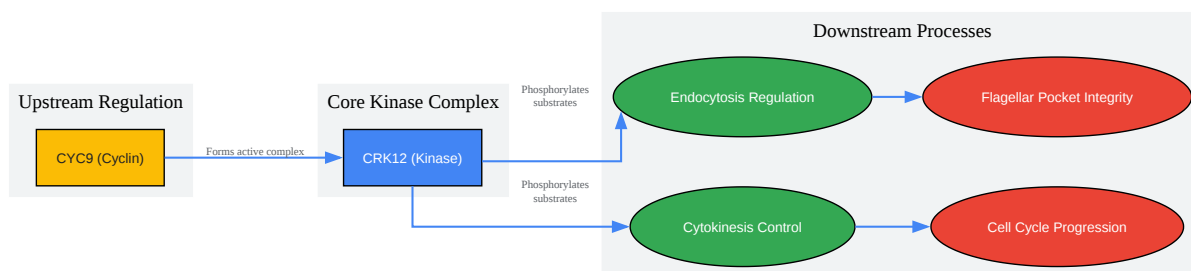 Upstream Regulation
CYC9 (Cyclin)
Forms active complex
Core Kinase Complex
CRK12 (Kinase)
Phosphorylates
substrates
Phosphorylates
substrates
Downstream Processes
Endocytosis Regulation
Flagellar Pocket Integrity
Cytokinesis Control
Cell Cycle Progression